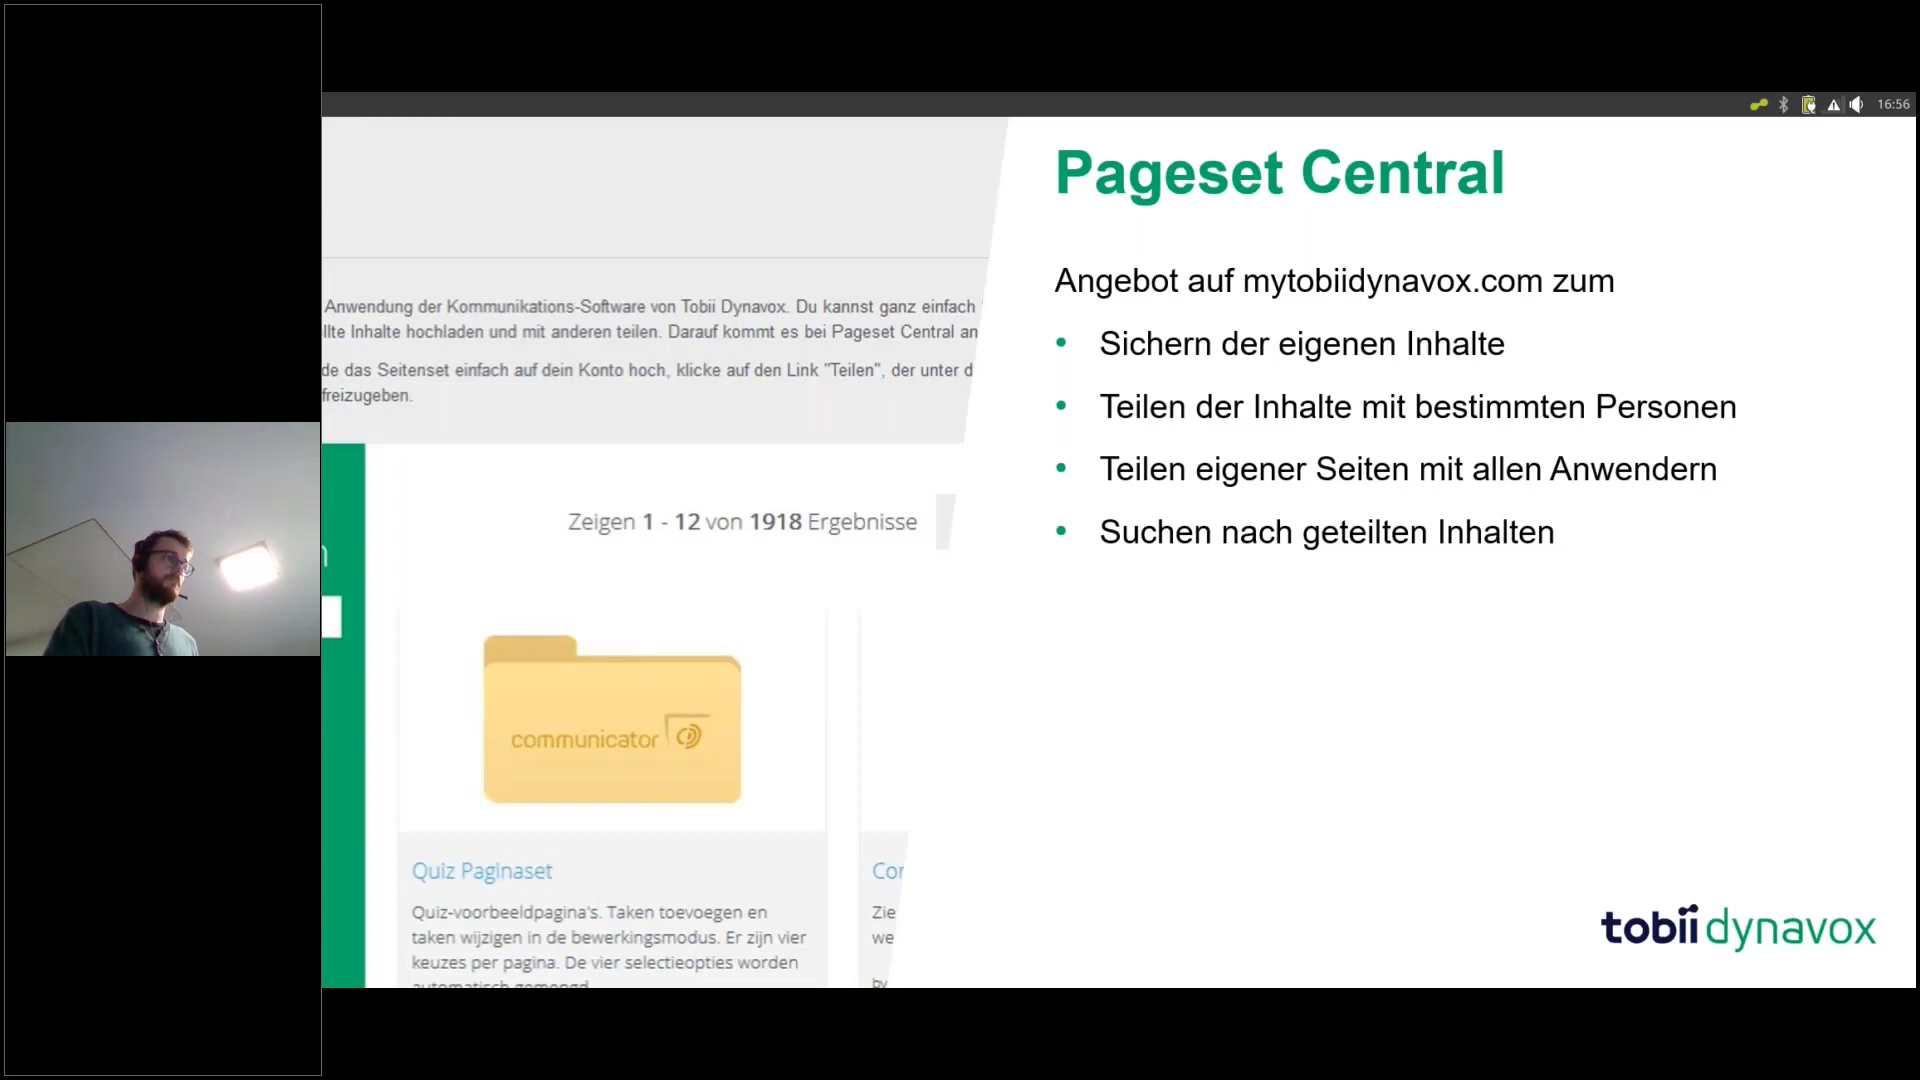 16:56
Anwendung der Kommunikations-Software von Tobii Dynavox. Du kannst ganz einfach
llte Inhalte hochladen und mit anderen teilen. Darauf kommt es bei Pageset Central an
de das Seitenset einfach auf dein Konto hoch, klicke auf den Link "Teilen", der unter d
freizugeben.
Zeigen 1 - 12 von 1918 Ergebnisse
communicator
Quiz Paginaset
Quiz-voorbeeldpagina's. Taken toevoegen en
taken wijzigen in de bewerkingsmodus. Er zijn vier
keuzes per pagina. De vier selectieopties worden
automatisch gemengd
Cor
Zie
we
by
Pageset Central
Angebot auf mytobiidynavox.com zum
• Sichern der eigenen Inhalte
• Teilen der Inhalte mit bestimmten Personen
• Teilen eigener Seiten mit allen Anwendern
• Suchen nach geteilten Inhalten
tobii dynavox